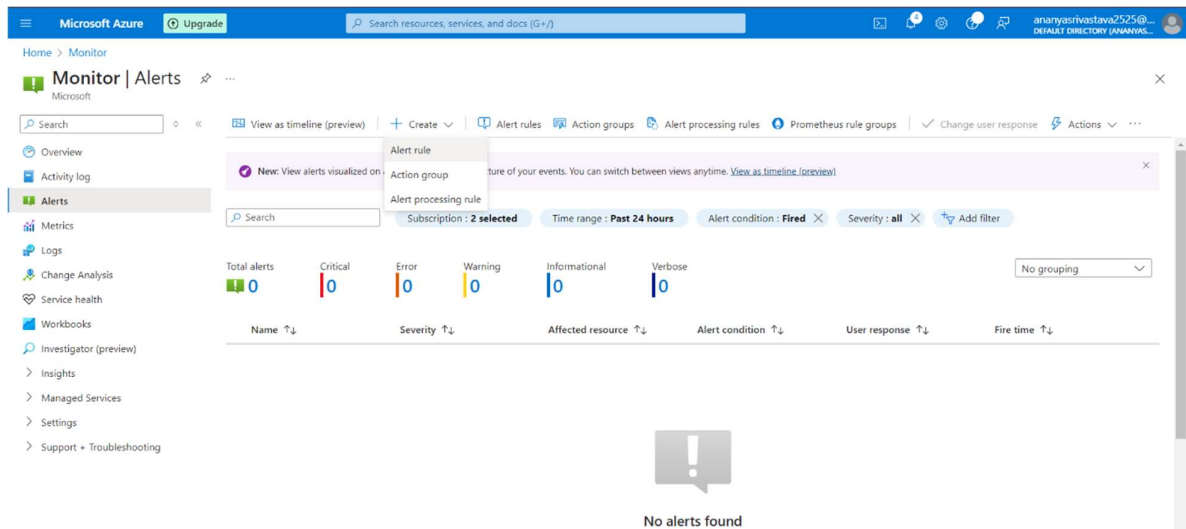 Microsoft Azure
Upgrade
Search resources, services, and docs (G+/)
4
ananyasrivastava2525@...
DEFAULT DIRECTORY (ANANYAS...
Home > Monitor
Monitor | Alerts
...
Microsoft
Search
View as timeline (preview)
Create
Alert rules
Action groups
Alert processing rules
Prometheus rule groups
Change user response
Actions
...
Alert rule
Action group
Alert processing rule
Overview
Activity log
Alerts
Metrics
Logs
Change Analysis
Service health
Workbooks
Investigator (preview)
Insights
Managed Services
Settings
Support + Troubleshooting
New: View alerts visualized on
ture of your events. You can switch between views anytime. View as timeline (preview)
Search
Subscription : 2 selected
Time range : Past 24 hours
Alert condition : Fired
Severity : all
Add filter
Total alerts
0
Critical
0
Error
0
Warning
0
Informational
0
Verbose
0
No grouping
Name ↑↓
Severity ↑↓
Affected resource ↑↓
Alert condition ↑↓
User response ↑↓
Fire time ↑↓
No alerts found